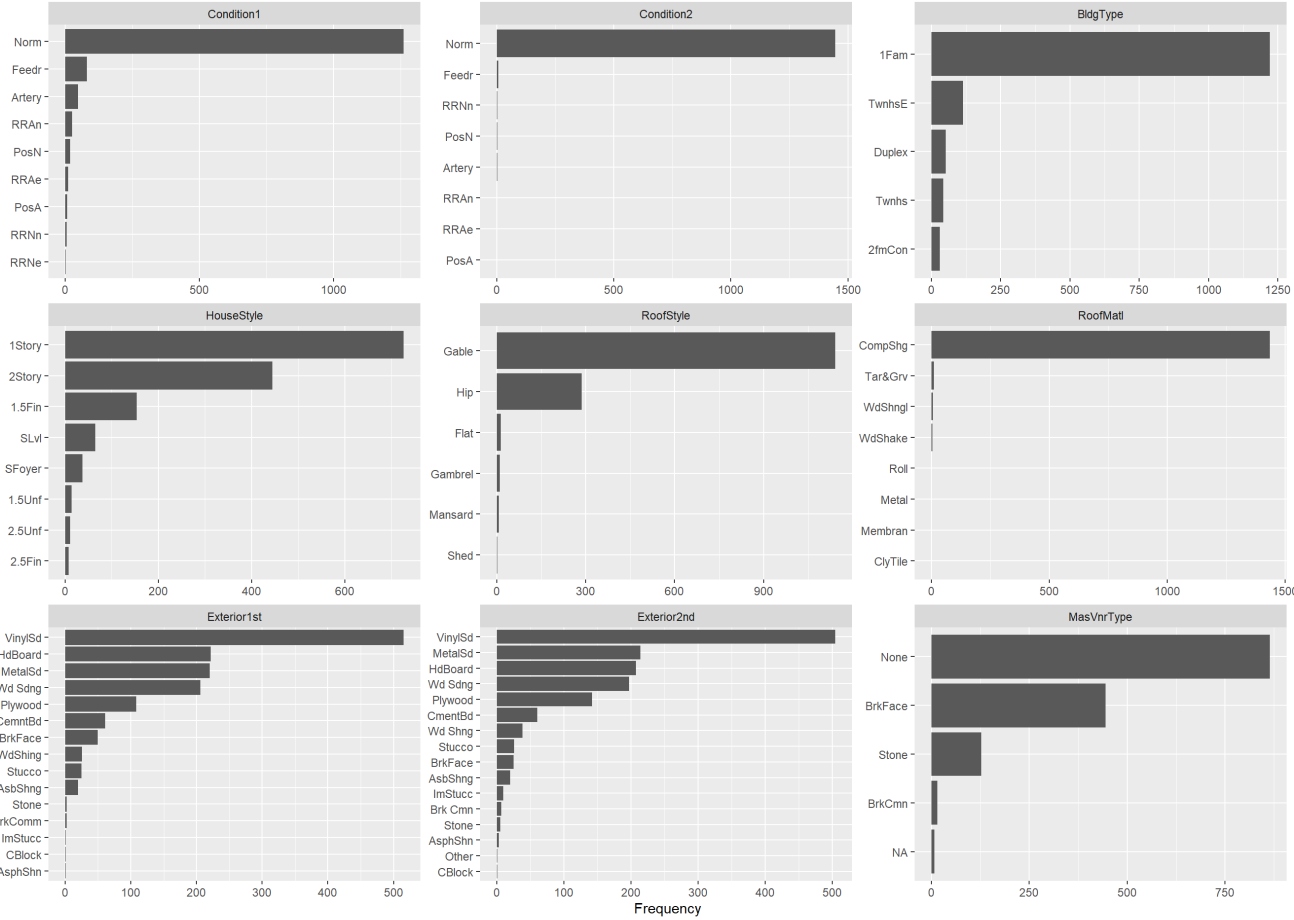 Condition1
Norm
Feedr
Artery
RRAn
PosN
RRAe
PosA
RRNn
RRNe
0 500 1000
Condition2
Norm
Feedr
RRNn
PosN
Artery
RRAn
RRAe
PosA
0 500 1000 1500
BldgType
1Fam
TwnhsE
Duplex
Twnhs
2fmCon
0 250 500 750 1000 1250
HouseStyle
1Story
2Story
1.5Fin
SLvl
SFoyer
1.5Unf
2.5Unf
2.5Fin
0 200 400 600
RoofStyle
Gable
Hip
Flat
Gambrel
Mansard
Shed
0 300 600 900
RoofMatl
CompShg
Tar&Grv
WdShngl
WdShake
Roll
Metal
Membran
ClyTile
0 500 1000 1500
Exterior1st
VinylSd
HdBoard
MetalSd
Wd Sdng
Plywood
CemntBd
BrkFace
WdShing
Stucco
AsbShng
Stone
rkComm
ImStucc
CBlock
AsphShn
0 100 200 300 400 500
Exterior2nd
VinylSd
MetalSd
HdBoard
Wd Sdng
Plywood
CmentBd
Wd Shng
Stucco
BrkFace
AsbShng
ImStucc
Brk Cmn
Stone
AsphShn
Other
CBlock
0 100 200 300 400 500
MasVnrType
None
BrkFace
Stone
BrkCmn
NA
0 250 500 750
Frequency